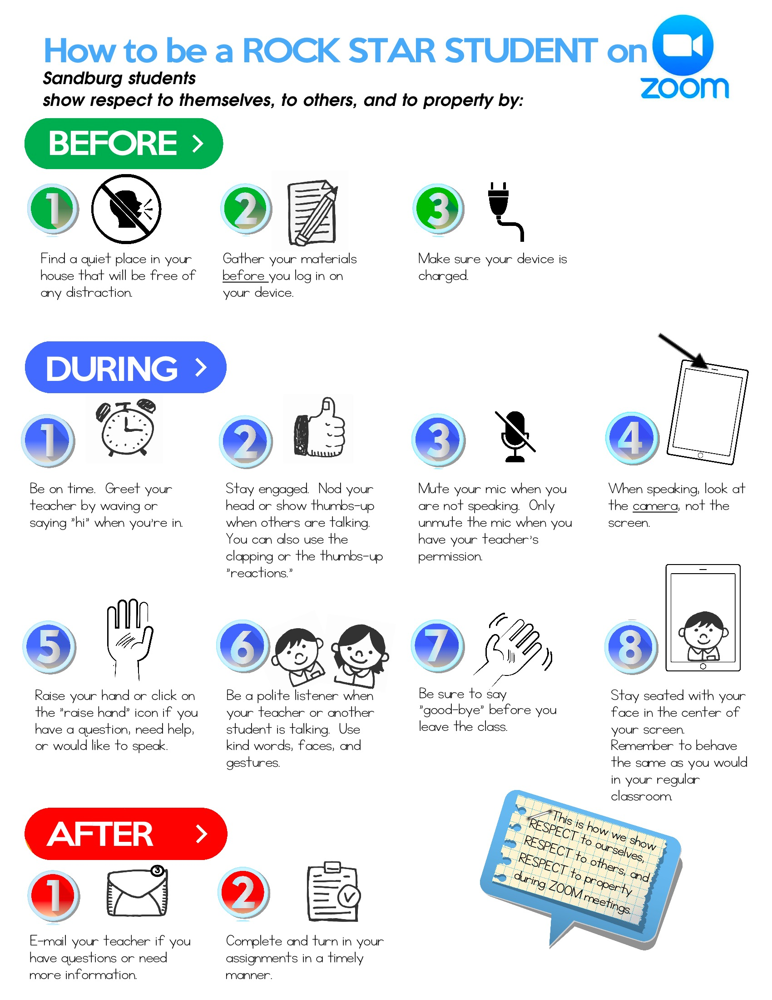 How to be a ROCK STAR STUDENT on
zoom
Sandburg students
show respect to themselves, to others, and to property by:
BEFORE >
1
Find a quiet place in your
house that will be free of
any distraction.
2
Gather your materials
before you log in on
your device.
3
Make sure your device is
charged.
DURING >
1
Be on time. Greet your
teacher by waving or
saying "hi" when you're in.
2
Stay engaged. Nod your
head or show thumbs-up
when others are talking.
You can also use the
clapping or the thumbs-up
"reactions."
3
Mute your mic when you
are not speaking. Only
unmute the mic when you
have your teacher's
permission.
4
When speaking, look at
the camera, not the
screen.
5
Raise your hand or click on
the "raise hand" icon if you
have a question, need help,
or would like to speak.
6
Be a polite listener when
your teacher or another
student is talking. Use
kind words, faces, and
gestures.
7
Be sure to say
"good-bye" before you
leave the class.
8
Stay seated with your
face in the center of
your screen.
Remember to behave
the same as you would
in your regular
classroom.
AFTER >
1
3
E-mail your teacher if you
have questions or need
more information.
2
Complete and turn in your
assignments in a timely
manner.
This is how we show
RESPECT to ourselves,
RESPECT to others, and
RESPECT to property
during ZOOM meetings.